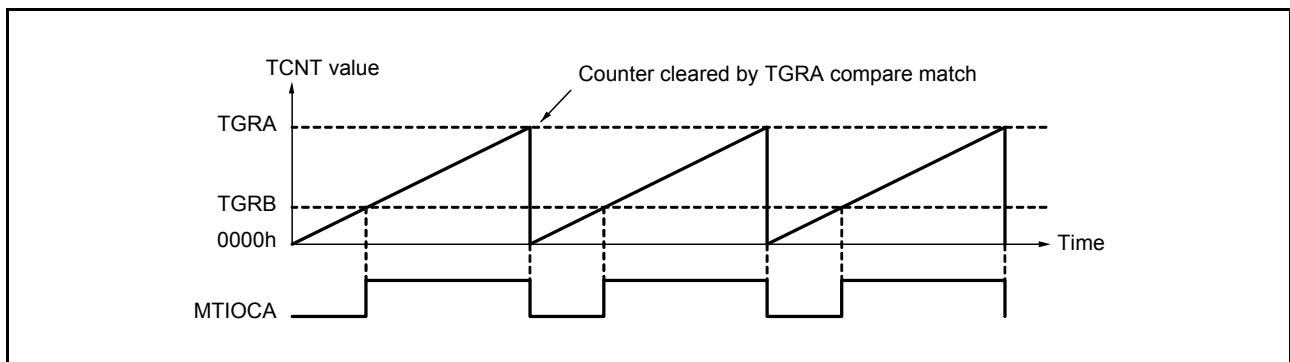 TCNT value
Counter cleared by TGRA compare match
TGRA
TGRB
0000h
Time
MTIOCA